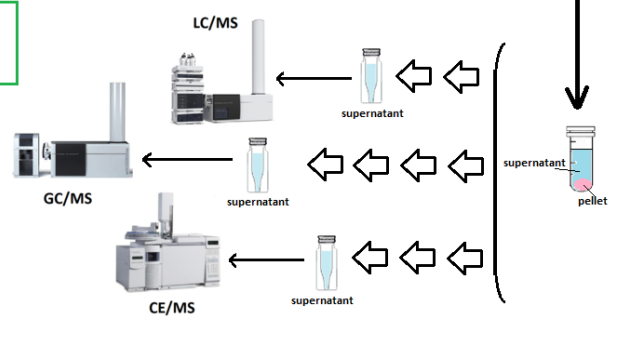 LC/MS
supernatant
supernatant
pellet
GC/MS
supernatant
CE/MS
supernatant